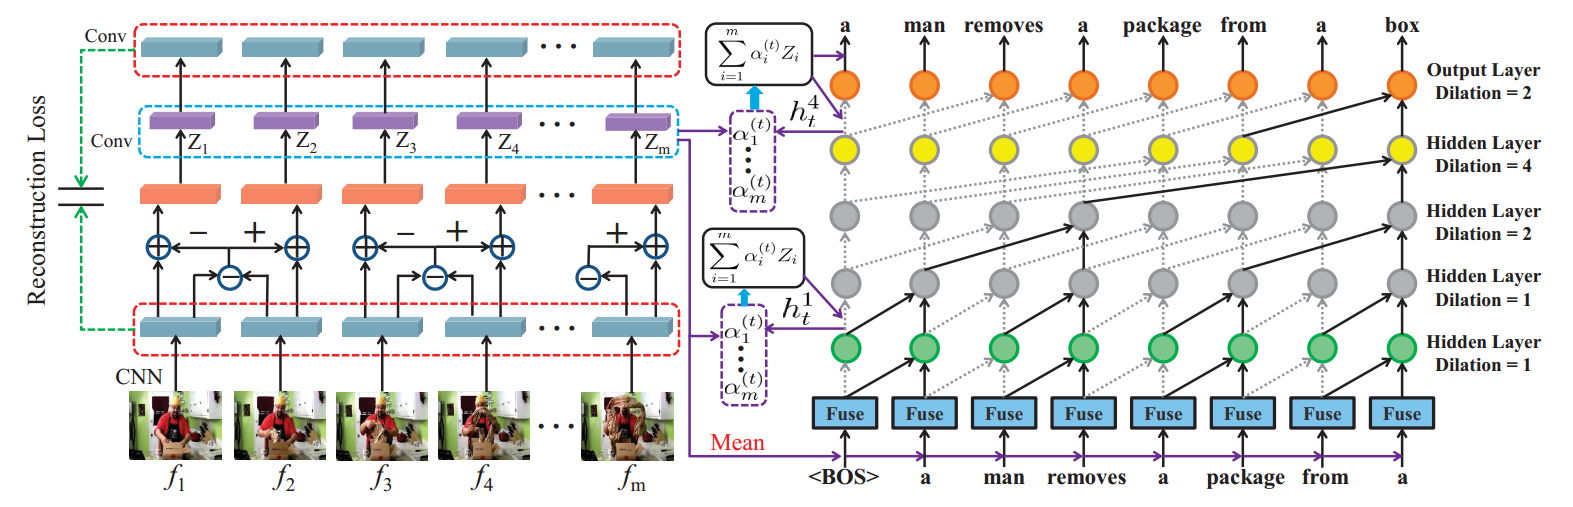 Reconstruction Loss
Conv
Conv
Z_1 Z_2 Z_3 Z_4 ... Z_m
− + − + +
− − −
CNN
f_1 f_2 f_3 f_4 ... f_m
\sum_{i=1}^{m} \alpha_i^{(t)} Z_i
h_t^4
\alpha_1^{(t)}
\alpha_m^{(t)}
\sum_{i=1}^{m} \alpha_i^{(t)} Z_i
h_t^1
\alpha_1^{(t)}
\alpha_m^{(t)}
Mean
a man removes a package from a box
Output Layer
Dilation = 2
Hidden Layer
Dilation = 4
Hidden Layer
Dilation = 2
Hidden Layer
Dilation = 1
Hidden Layer
Dilation = 1
Fuse Fuse Fuse Fuse Fuse Fuse Fuse Fuse
<BOS> a man removes a package from a